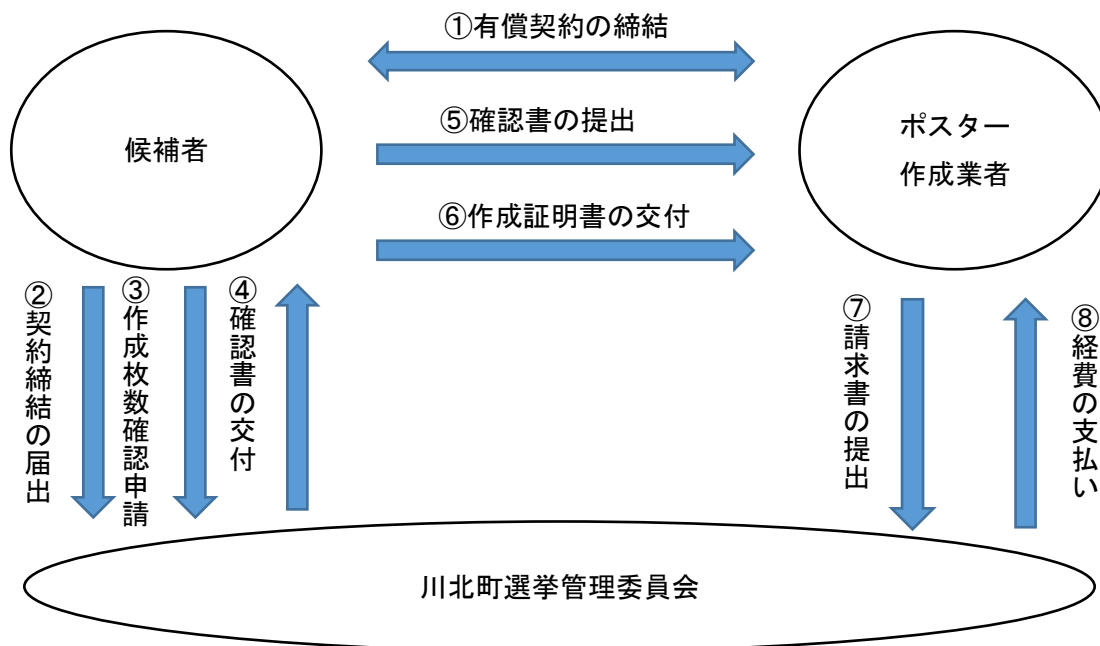 ①有償契約の締結
候補者
⑤確認書の提出
ポスター
作成業者
⑥作成証明書の交付
②契約締結の届出
③作成枚数確認申請
④確認書の交付
⑦請求書の提出
⑧経費の支払い
川北町選挙管理委員会